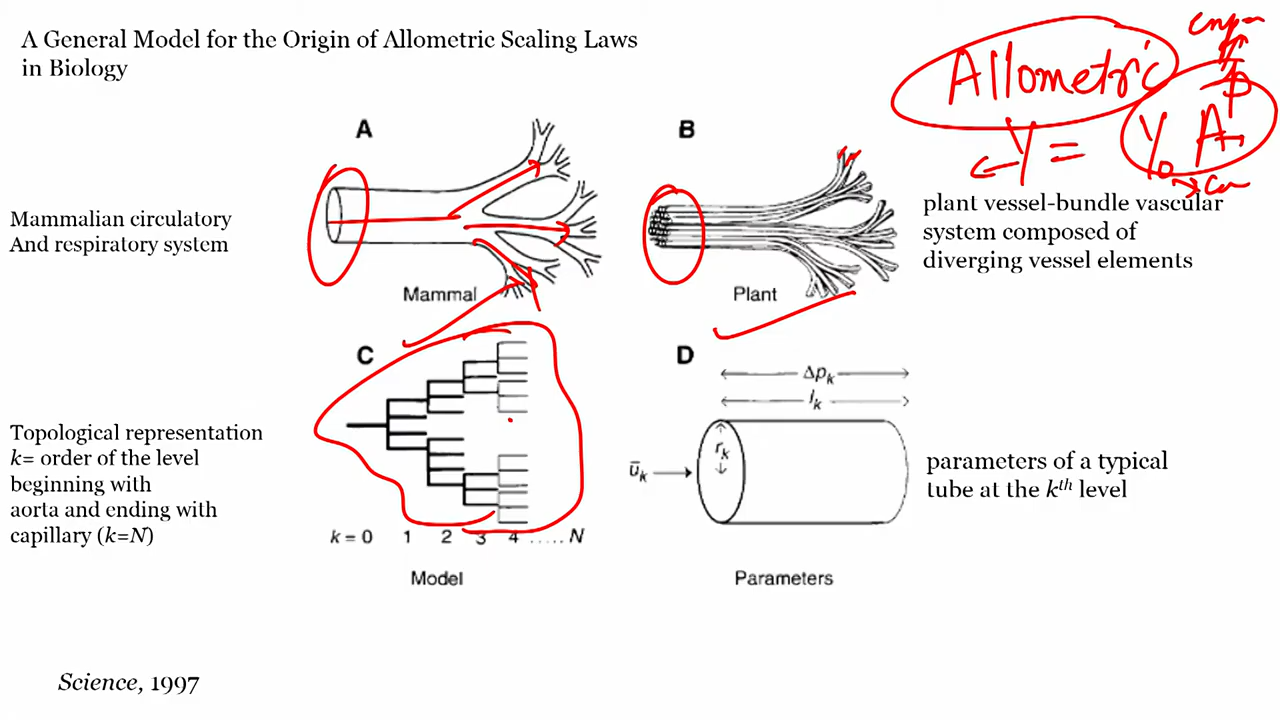 A General Model for the Origin of Allometric Scaling Laws
in Biology
Allometric
Y = Y₀
A
B
Mammalian circulatory
And respiratory system
plant vessel-bundle vascular
system composed of
diverging vessel elements
Mammal
Plant
C
D
Δpₖ
lₖ
rₖ
ūₖ
Topological representation
k= order of the level
beginning with
aorta and ending with
capillary (k=N)
parameters of a typical
tube at the kᵗʰ level
k = 0 1 2 3 4 ..... N
Model
Parameters
Science, 1997